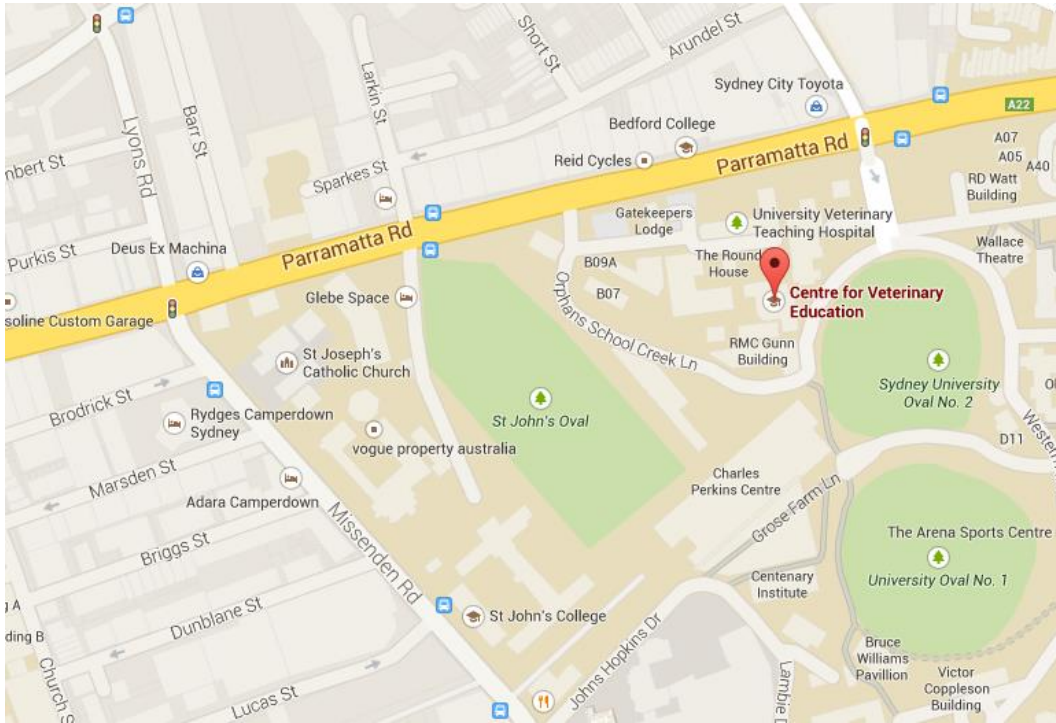 Short St
Arundel St
Larkin St
Barr St
Lyons Rd
Sydney City Toyota
A22
Bedford College
Parramatta Rd
Reid Cycles
A07
A05
A40
RD Watt
Building
Sparkes St
Gatekeepers
Lodge
University Veterinary
Teaching Hospital
Wallace
Theatre
Purkis St
Deus Ex Machina
Parramatta Rd
The Round
House
B09A
B07
Centre for Veterinary
Education
Glebe Space
soline Custom Garage
Orphans School Creek Ln
RMC Gunn
Building
St Joseph's
Catholic Church
Sydney University
Oval No. 2
Brodrick St
Rydges Camperdown
Sydney
St John's Oval
D11
Western
vogue property australia
Marsden St
Adara Camperdown
Charles
Perkins Centre
Grose Farm Ln
Missenden Rd
The Arena Sports Centre
Briggs St
University Oval No. 1
Centenary
Institute
Dunblane St
St John's College
Johns Hopkins Dr
ding B
Bruce
Williams
Pavilion
Church S
Lucas St
Lambie D
Victor
Coppleson
Building